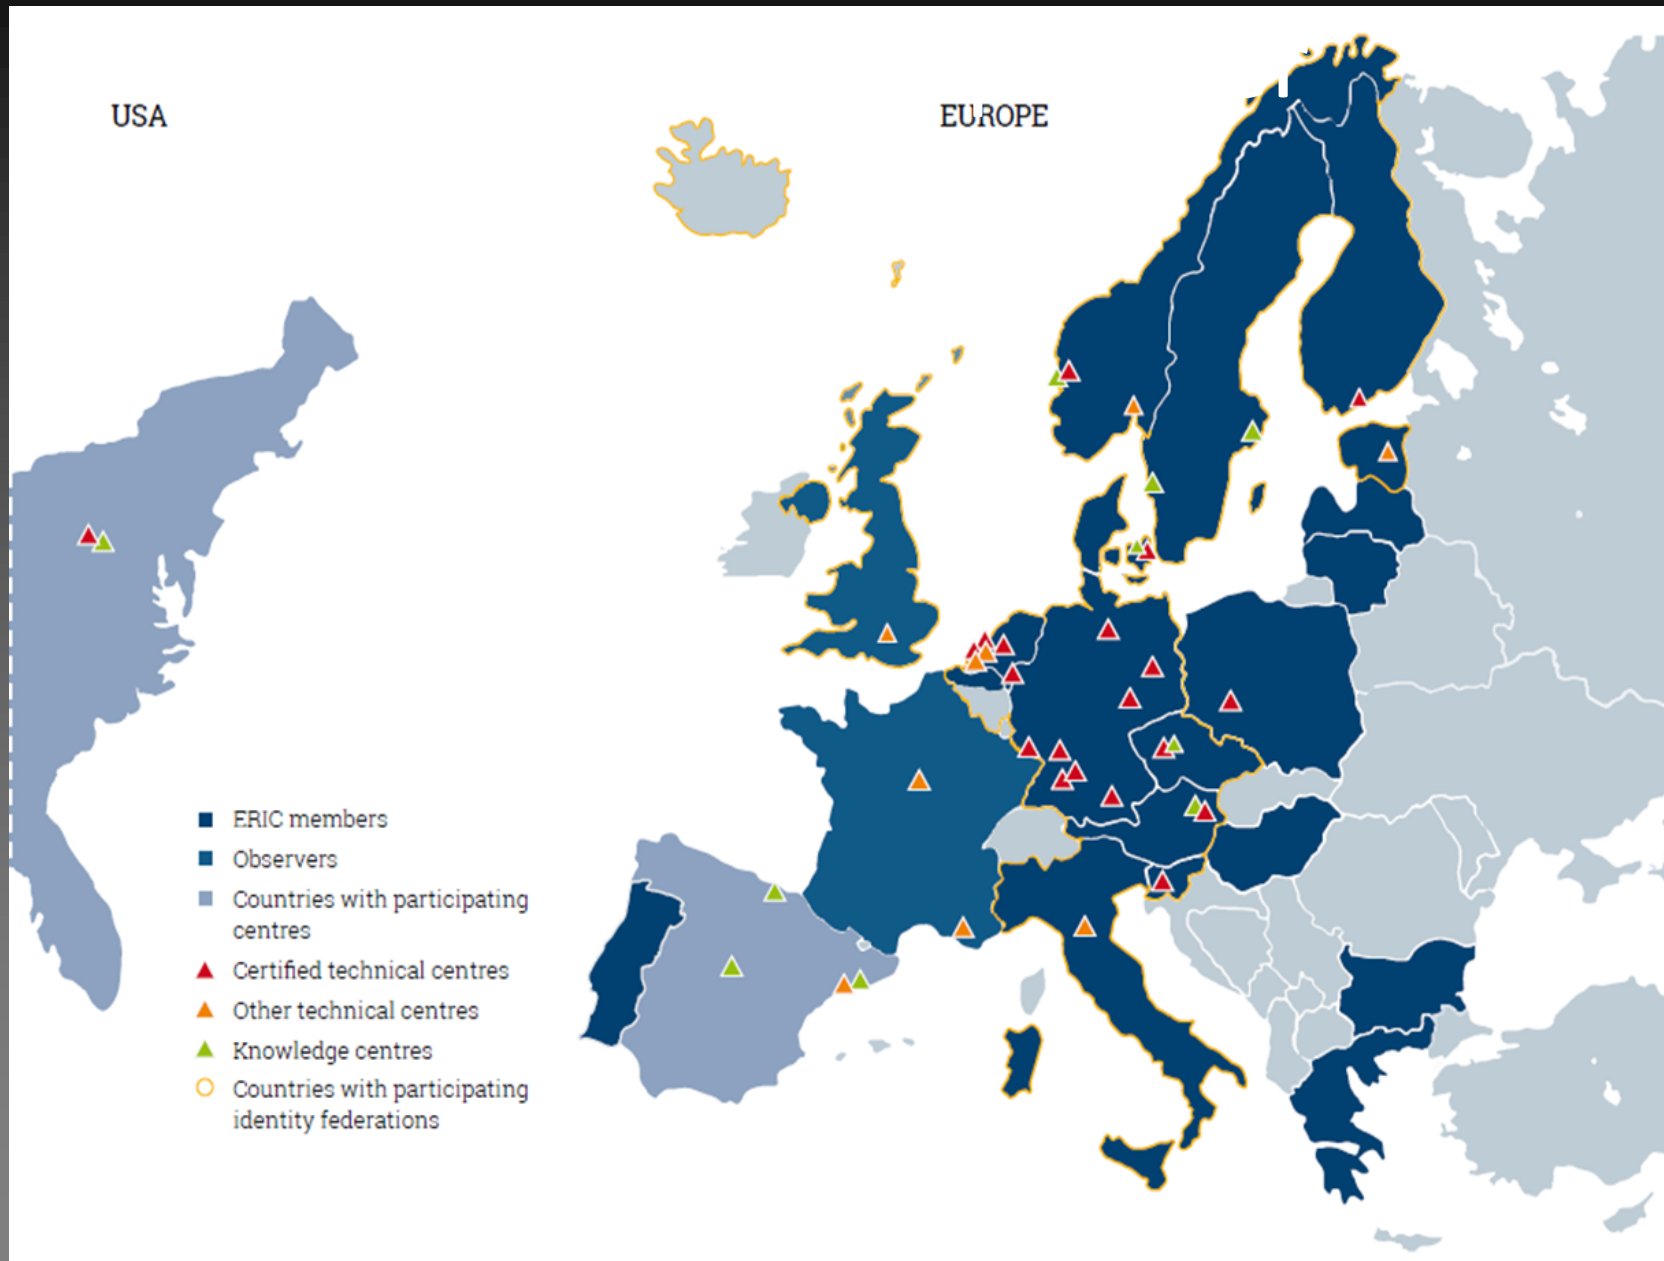 USA
EUROPE
ERIC members
Observers
Countries with participating
centres
Certified technical centres
Other technical centres
Knowledge centres
Countries with participating
identity federations